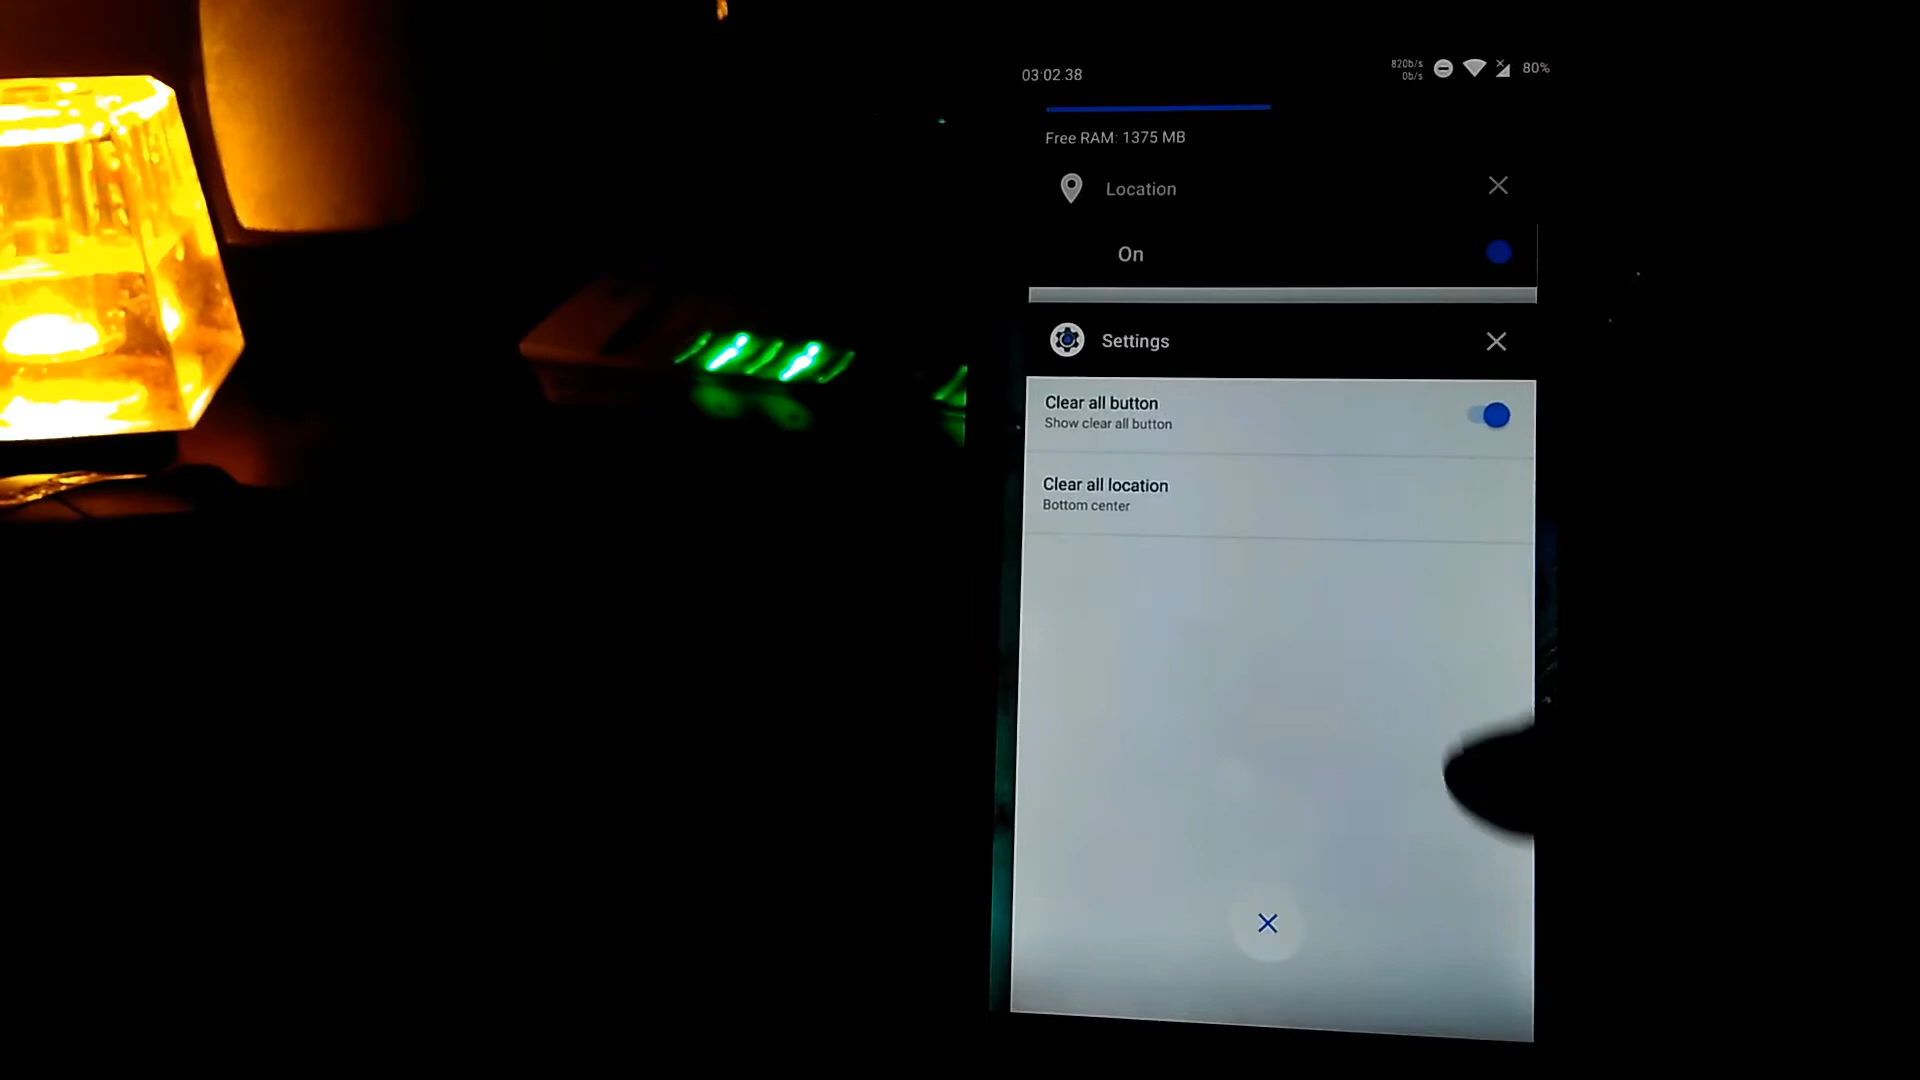 03:02.38
820b/s
0b/s
80%
Free RAM: 1375 MB
Location
On
Settings
Clear all button
Show clear all button
Clear all location
Bottom center